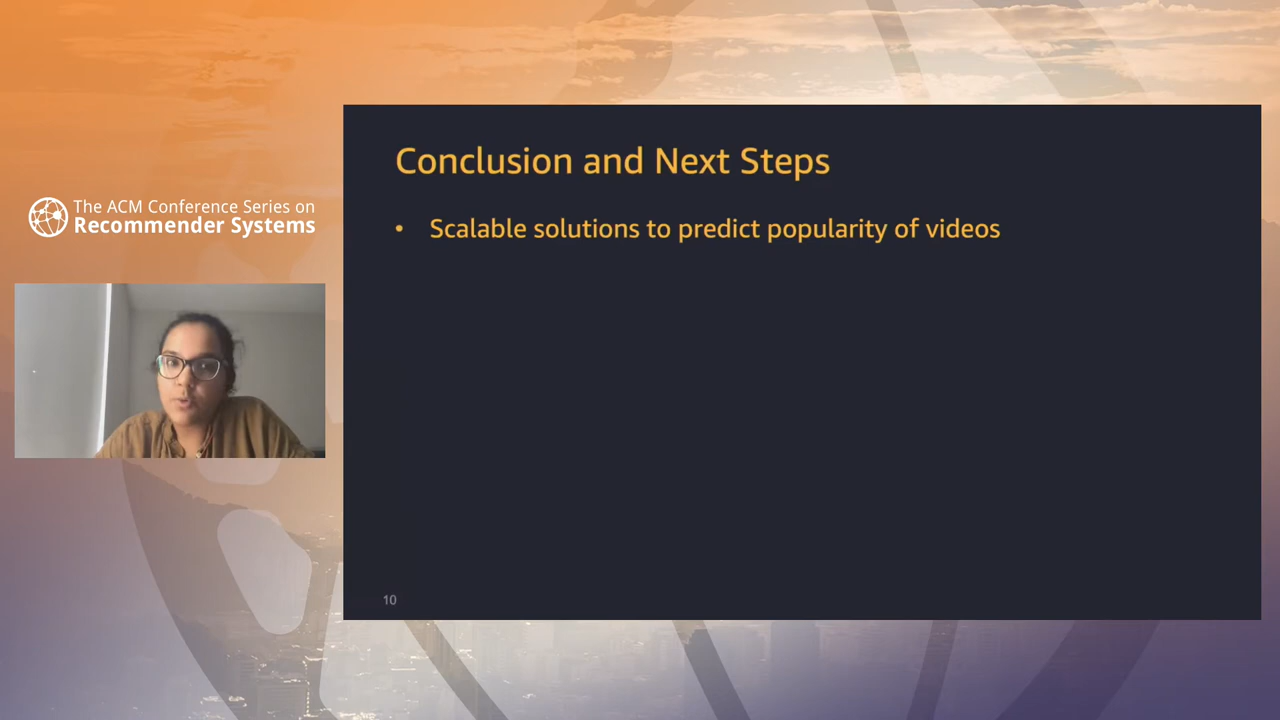 The ACM Conference Series on
Recommender Systems
Conclusion and Next Steps
• Scalable solutions to predict popularity of videos
10